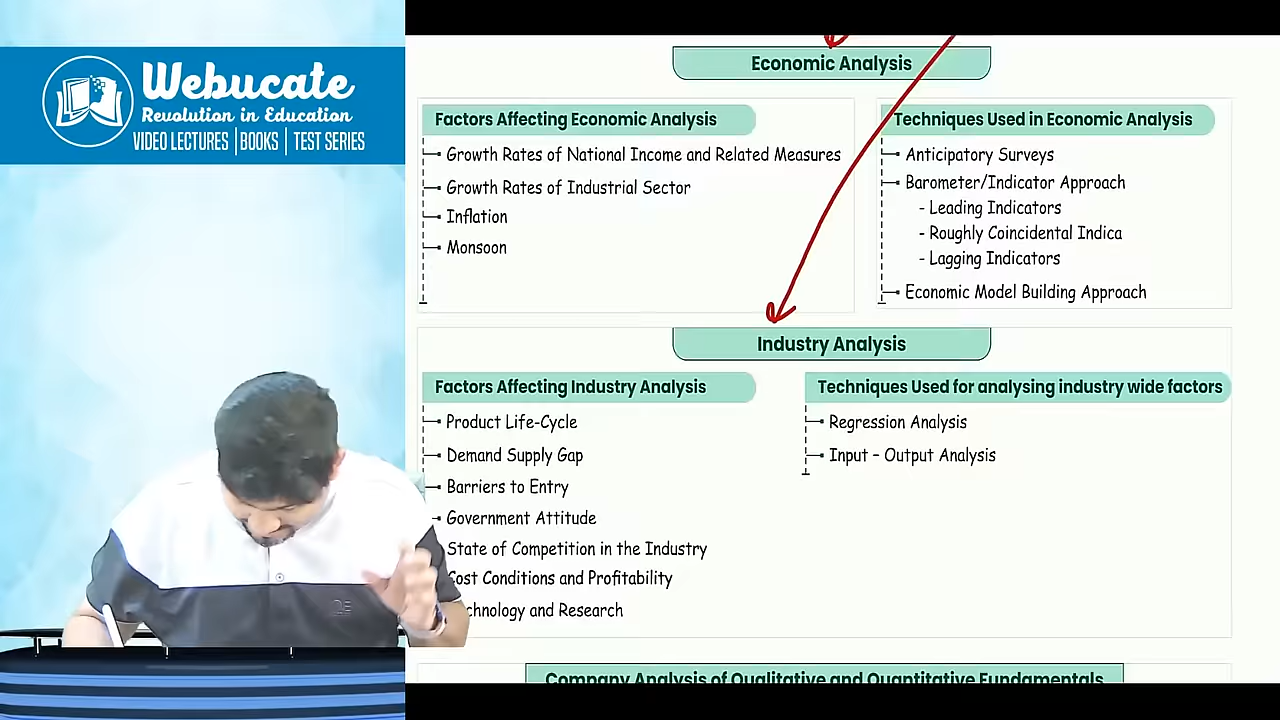 Webucate
Revolution in Education
VIDEO LECTURES | BOOKS | TEST SERIES
Economic Analysis
Factors Affecting Economic Analysis
Growth Rates of National Income and Related Measures
Growth Rates of Industrial Sector
Inflation
Monsoon
Techniques Used in Economic Analysis
Anticipatory Surveys
Barometer/Indicator Approach
- Leading Indicators
- Roughly Coincidental Indica
- Lagging Indicators
Economic Model Building Approach
Industry Analysis
Factors Affecting Industry Analysis
Product Life-Cycle
Demand Supply Gap
Barriers to Entry
Government Attitude
State of Competition in the Industry
Cost Conditions and Profitability
chnology and Research
Techniques Used for analysing industry wide factors
Regression Analysis
Input – Output Analysis
Company Analysis of Qualitative and Quantitative Fundamentals